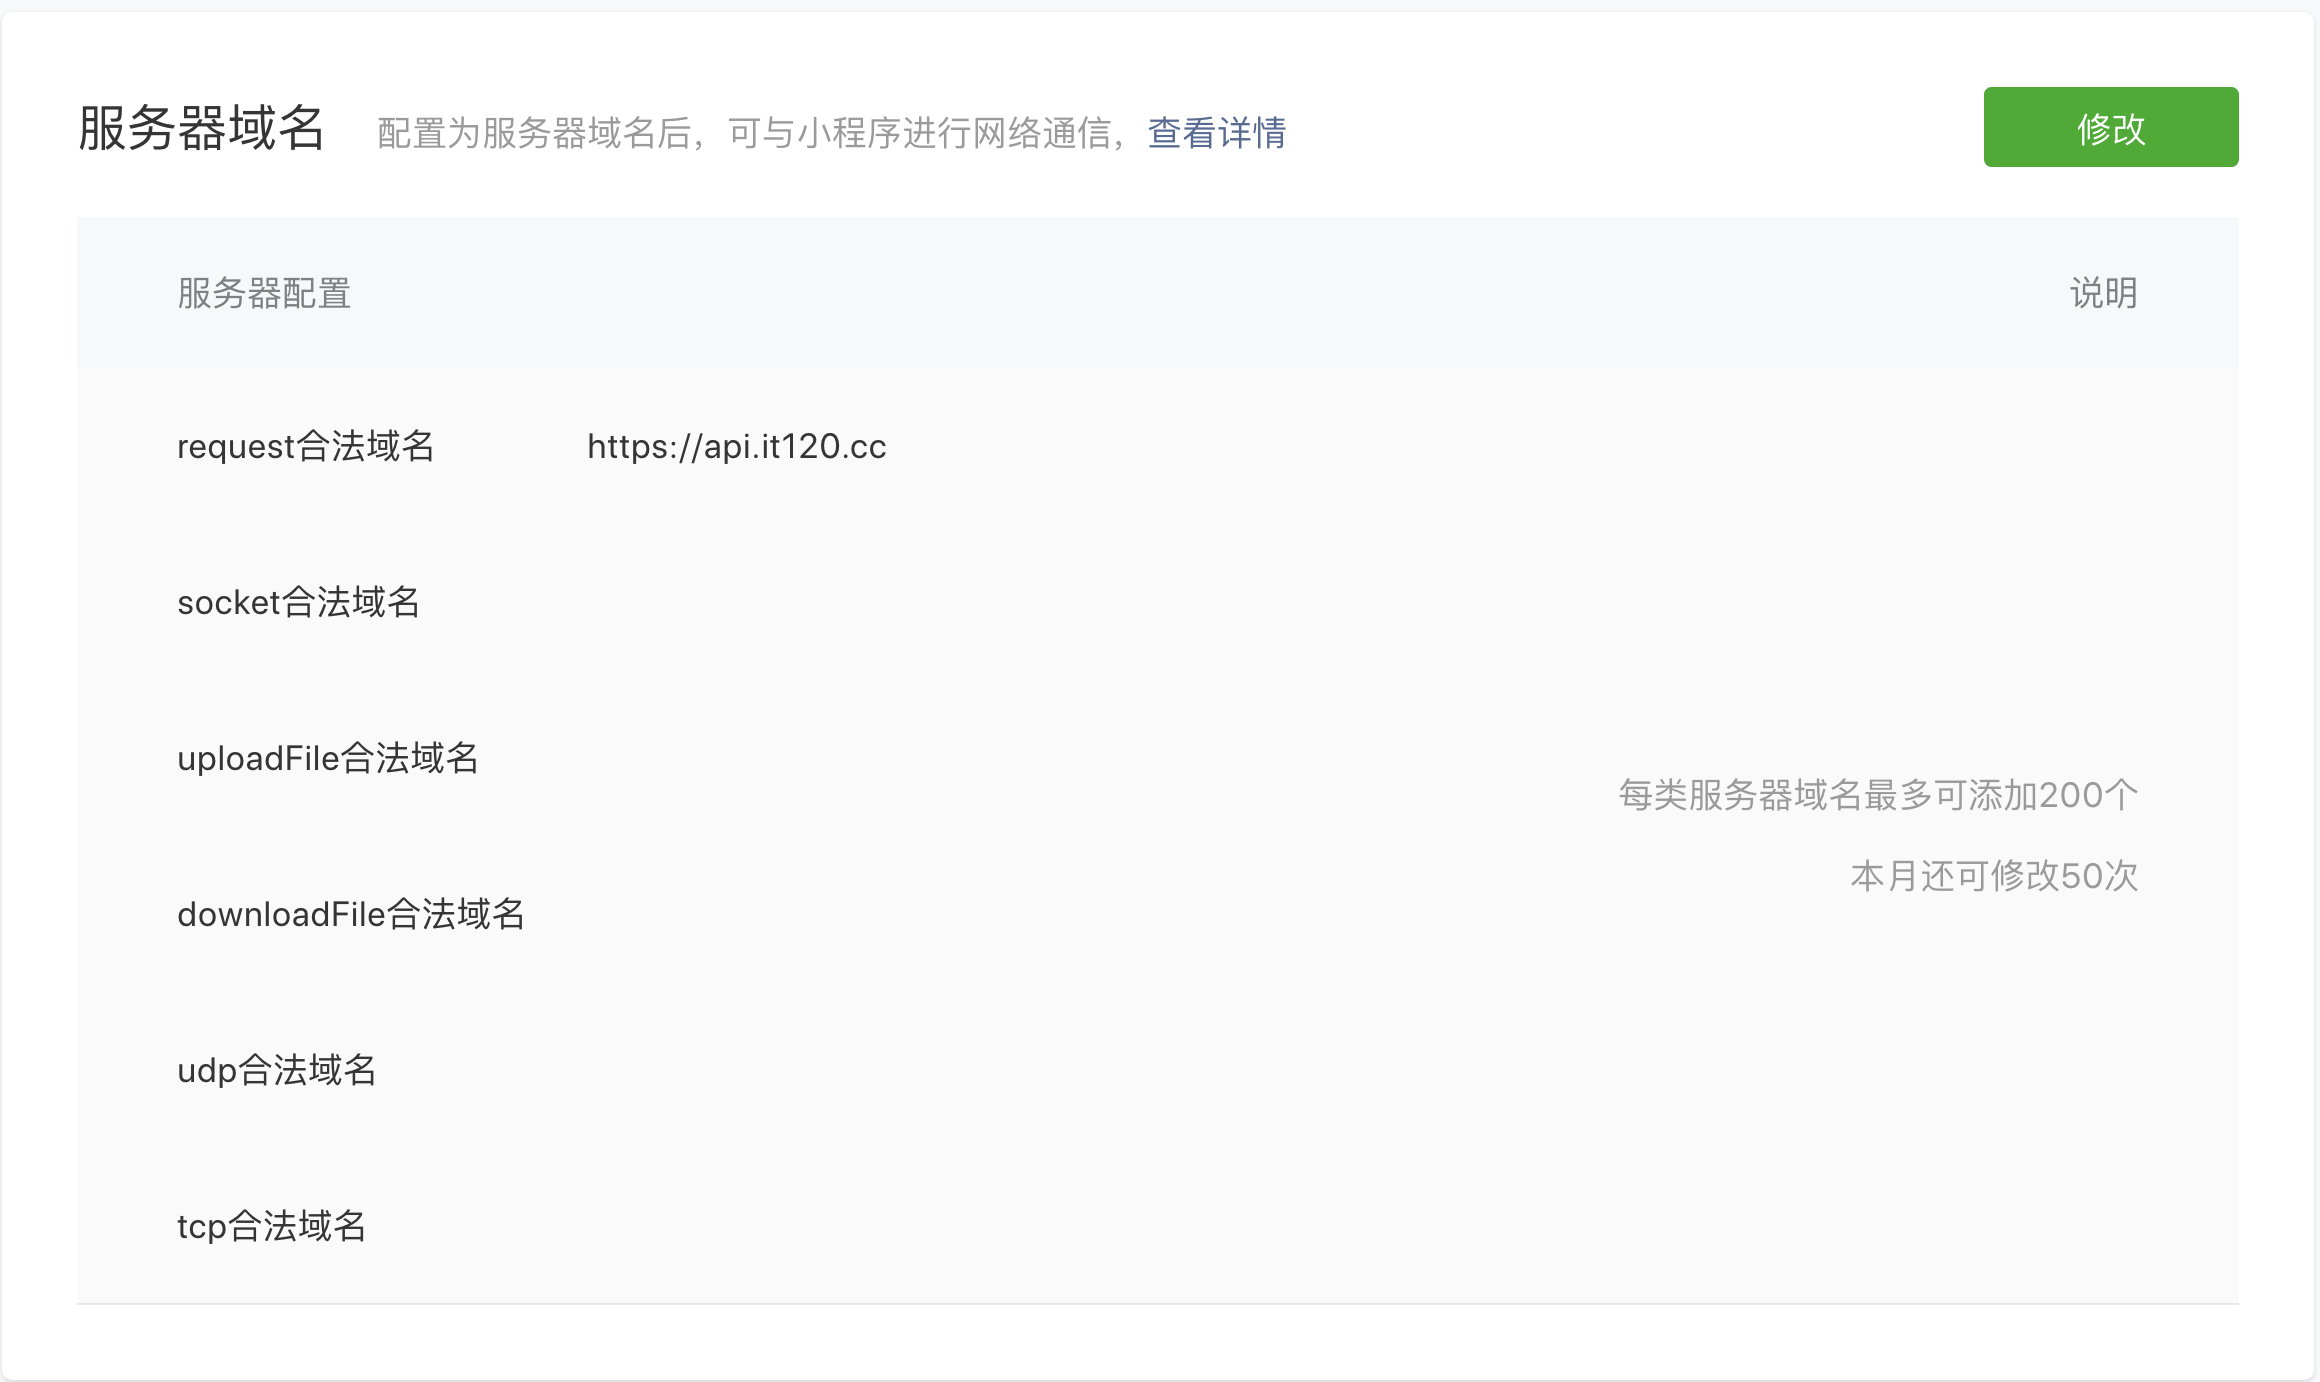 服务器域名 配置为服务器域名后，可与小程序进行网络通信，查看详情 修改
服务器配置 说明
request合法域名 https://api.it120.cc
socket合法域名
uploadFile合法域名
每类服务器域名最多可添加200个
本月还可修改50次
downloadFile合法域名
udp合法域名
tcp合法域名